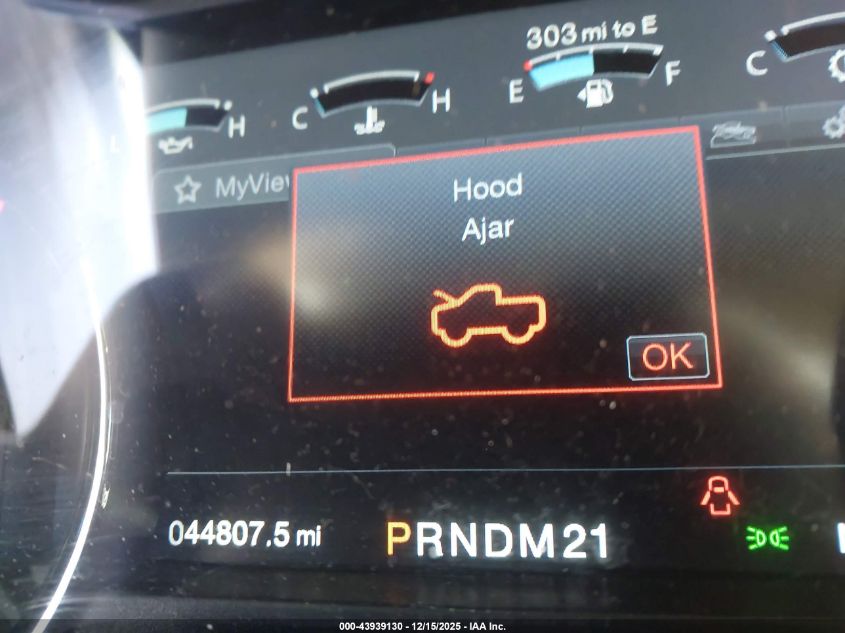 303 mi to E
H
C
H
E
F
C
MyView
Hood
Ajar
OK
044807.5 mi
PRNDM21
000-43939130 - 12/15/2025 - IAA Inc.